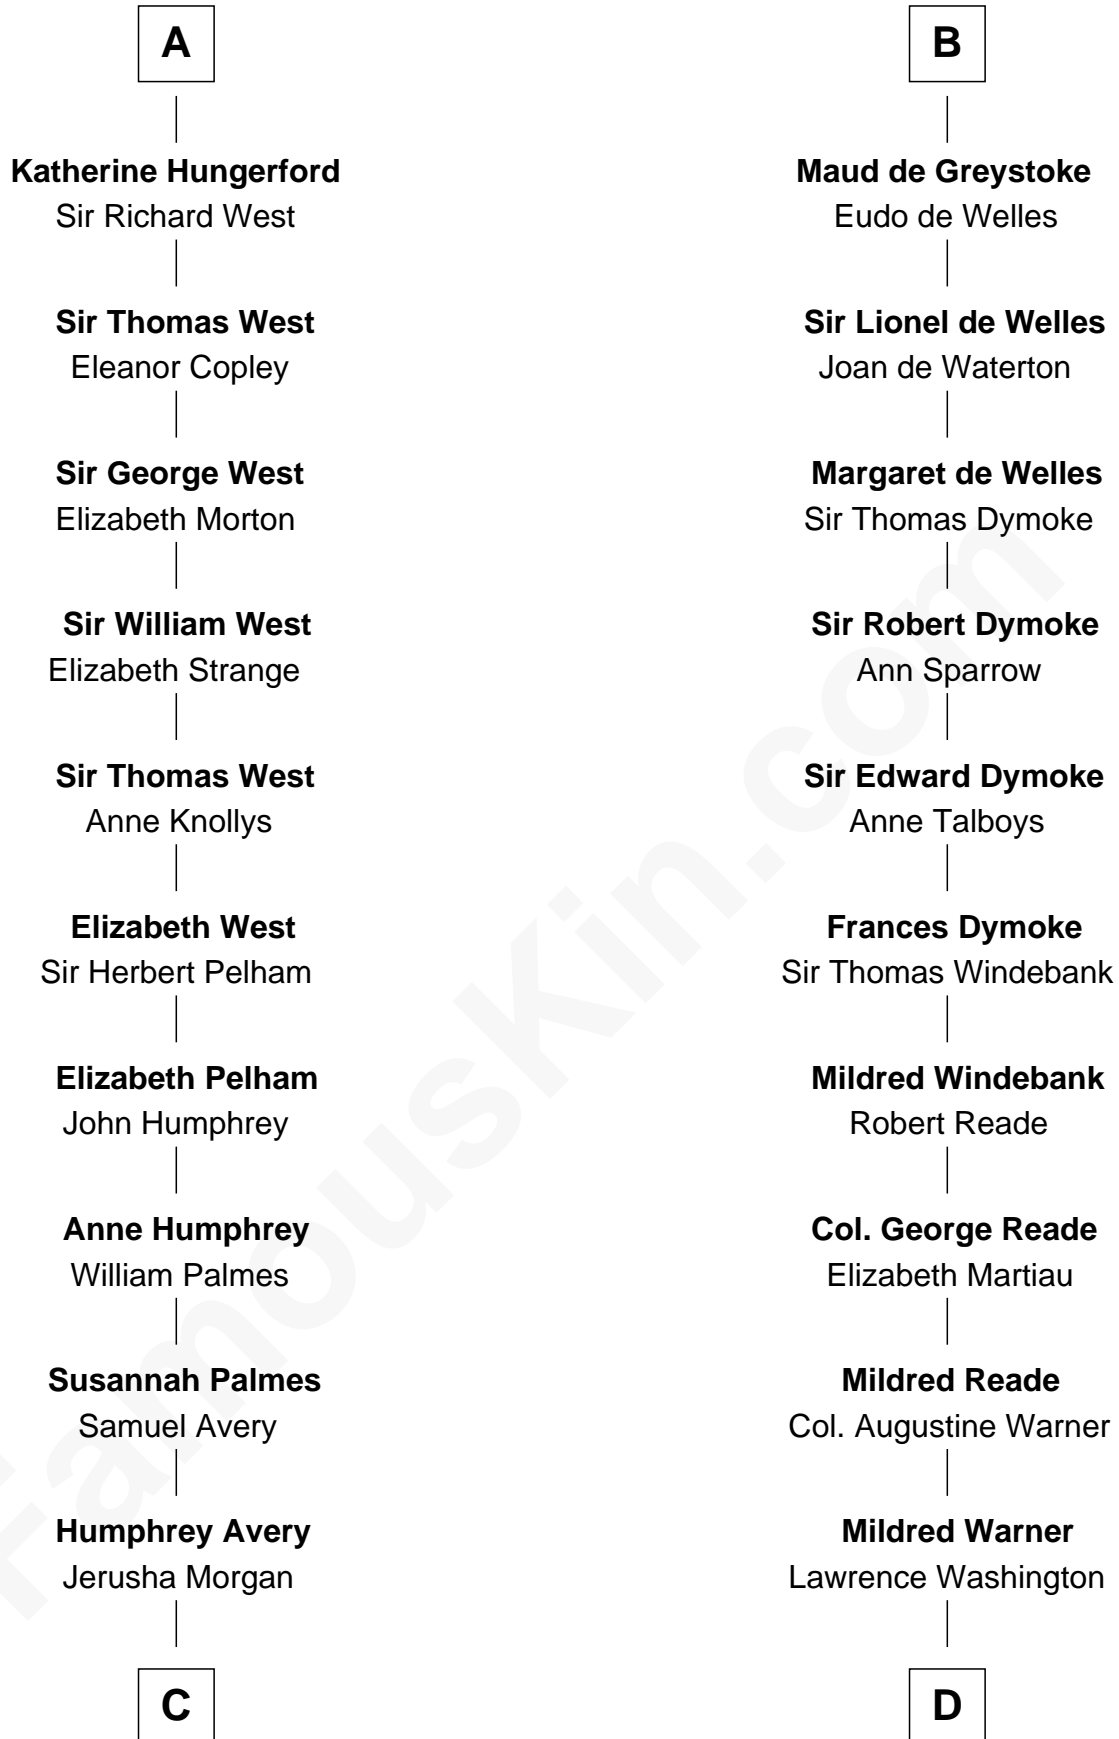 A
Katherine Hungerford
Sir Richard West
Sir Thomas West
Eleanor Copley
Sir George West
Elizabeth Morton
Sir William West
Elizabeth Strange
Sir Thomas West
Anne Knollys
Elizabeth West
Sir Herbert Pelham
Elizabeth Pelham
John Humphrey
Anne Humphrey
William Palmes
Susannah Palmes
Samuel Avery
Humphrey Avery
Jerusha Morgan
C
B
Maud de Greystoke
Eudo de Welles
Sir Lionel de Welles
Joan de Waterton
Margaret de Welles
Sir Thomas Dymoke
Sir Robert Dymoke
Ann Sparrow
Sir Edward Dymoke
Anne Talboys
Frances Dymoke
Sir Thomas Windebank
Mildred Windebank
Robert Reade
Col. George Reade
Elizabeth Martiau
Mildred Reade
Col. Augustine Warner
Mildred Warner
Lawrence Washington
D
FamousKin.com